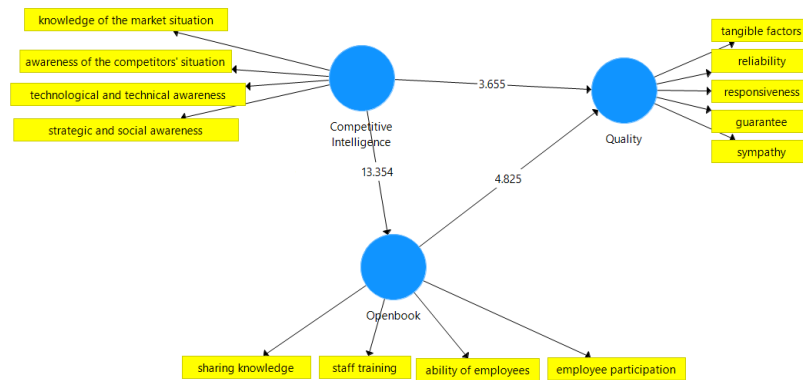 knowledge of the market situation
awareness of the competitors' situation
technological and technical awareness
strategic and social awareness
Competitive
Intelligence
3.655
tangible factors
reliability
responsiveness
guarantee
sympathy
Quality
13.354
4.825
Openbook
sharing knowledge
staff training
ability of employees
employee participation